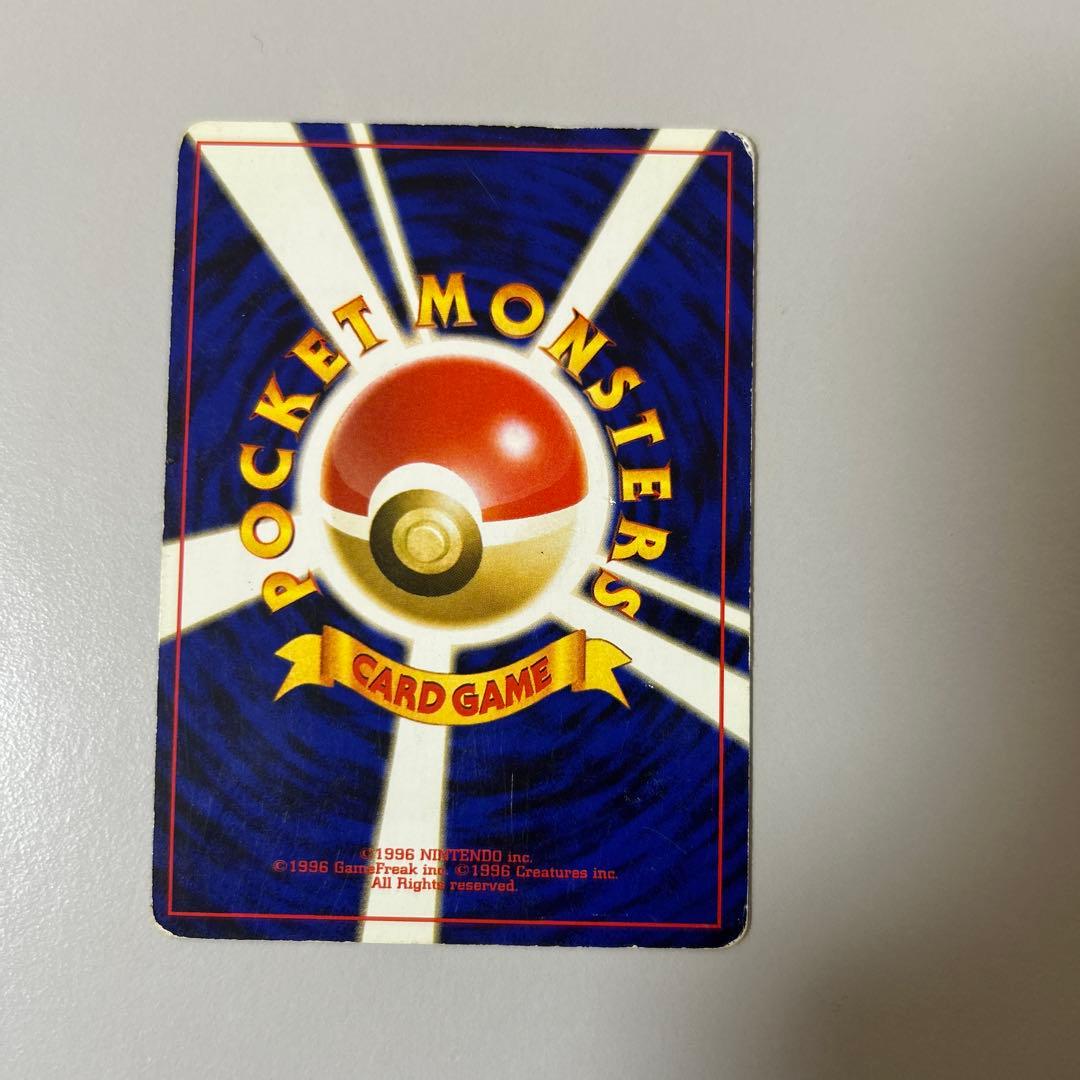 POCKET MONSTERS
CARD GAME
©1996 NINTENDO inc.
©1996 GameFreak inc. ©1996 Creatures inc.
All Rights reserved.